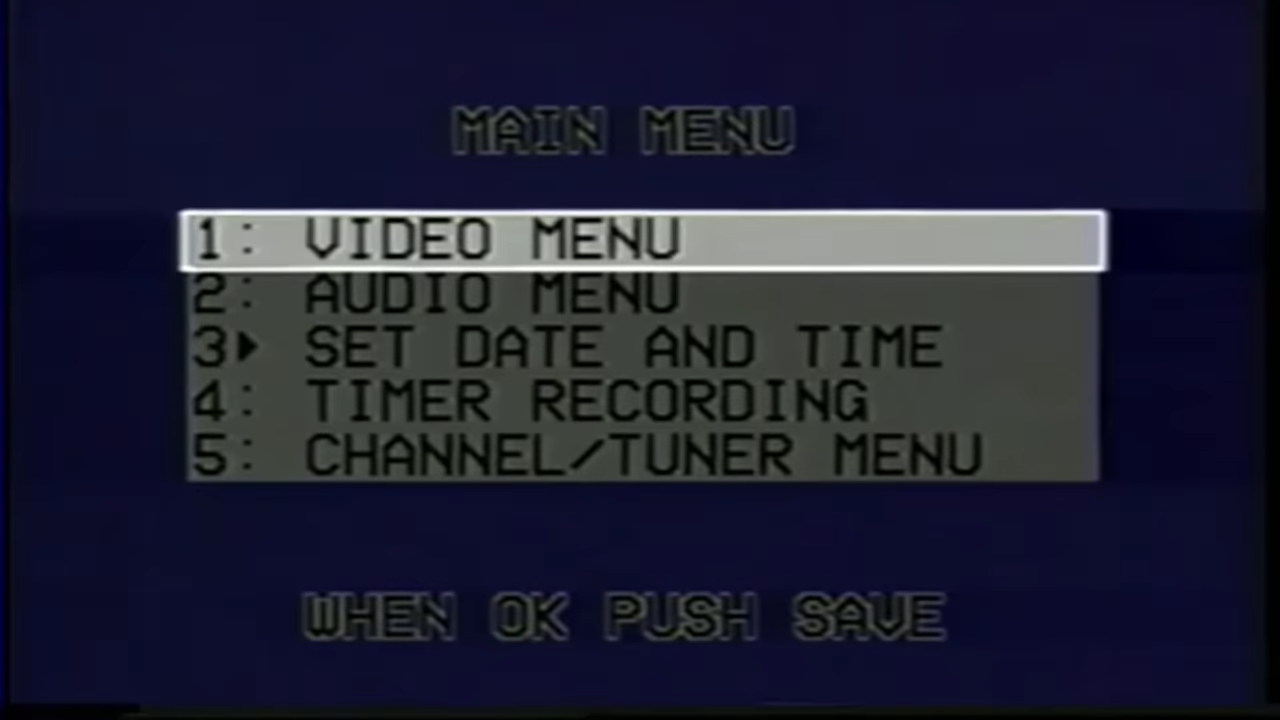 MAIN MENU
1: VIDEO MENU
2: AUDIO MENU
3▶ SET DATE AND TIME
4: TIMER RECORDING
5: CHANNEL/TUNER MENU
WHEN OK PUSH SAVE